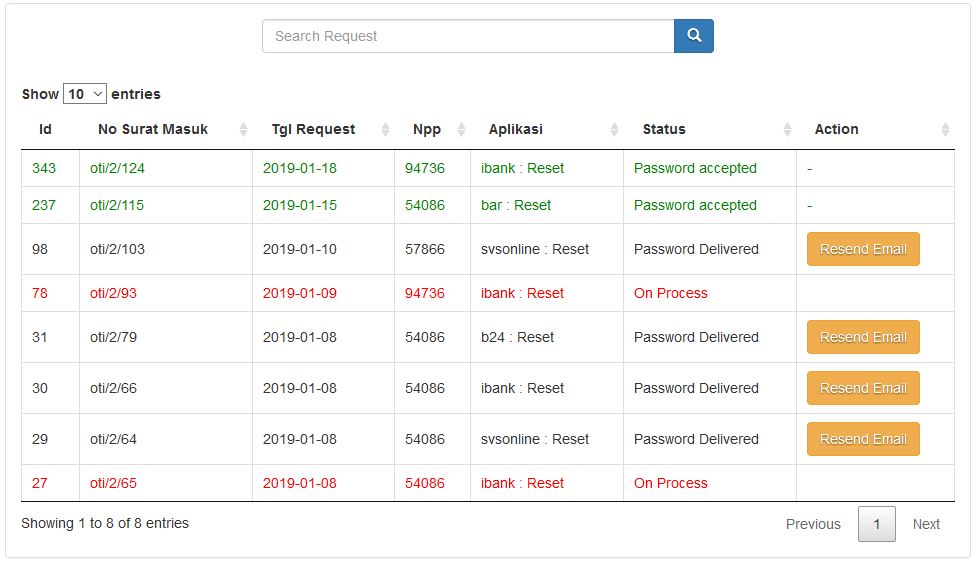 Search Request
Show 10 entries
Id No Surat Masuk Tgl Request Npp Aplikasi Status Action
343 oti/2/124 2019-01-18 94736 ibank : Reset Password accepted -
237 oti/2/115 2019-01-15 54086 bar : Reset Password accepted -
98 oti/2/103 2019-01-10 57866 svsonline : Reset Password Delivered Resend Email
78 oti/2/93 2019-01-09 94736 ibank : Reset On Process
31 oti/2/79 2019-01-08 54086 b24 : Reset Password Delivered Resend Email
30 oti/2/66 2019-01-08 54086 ibank : Reset Password Delivered Resend Email
29 oti/2/64 2019-01-08 54086 svsonline : Reset Password Delivered Resend Email
27 oti/2/65 2019-01-08 54086 ibank : Reset On Process
Showing 1 to 8 of 8 entries Previous 1 Next